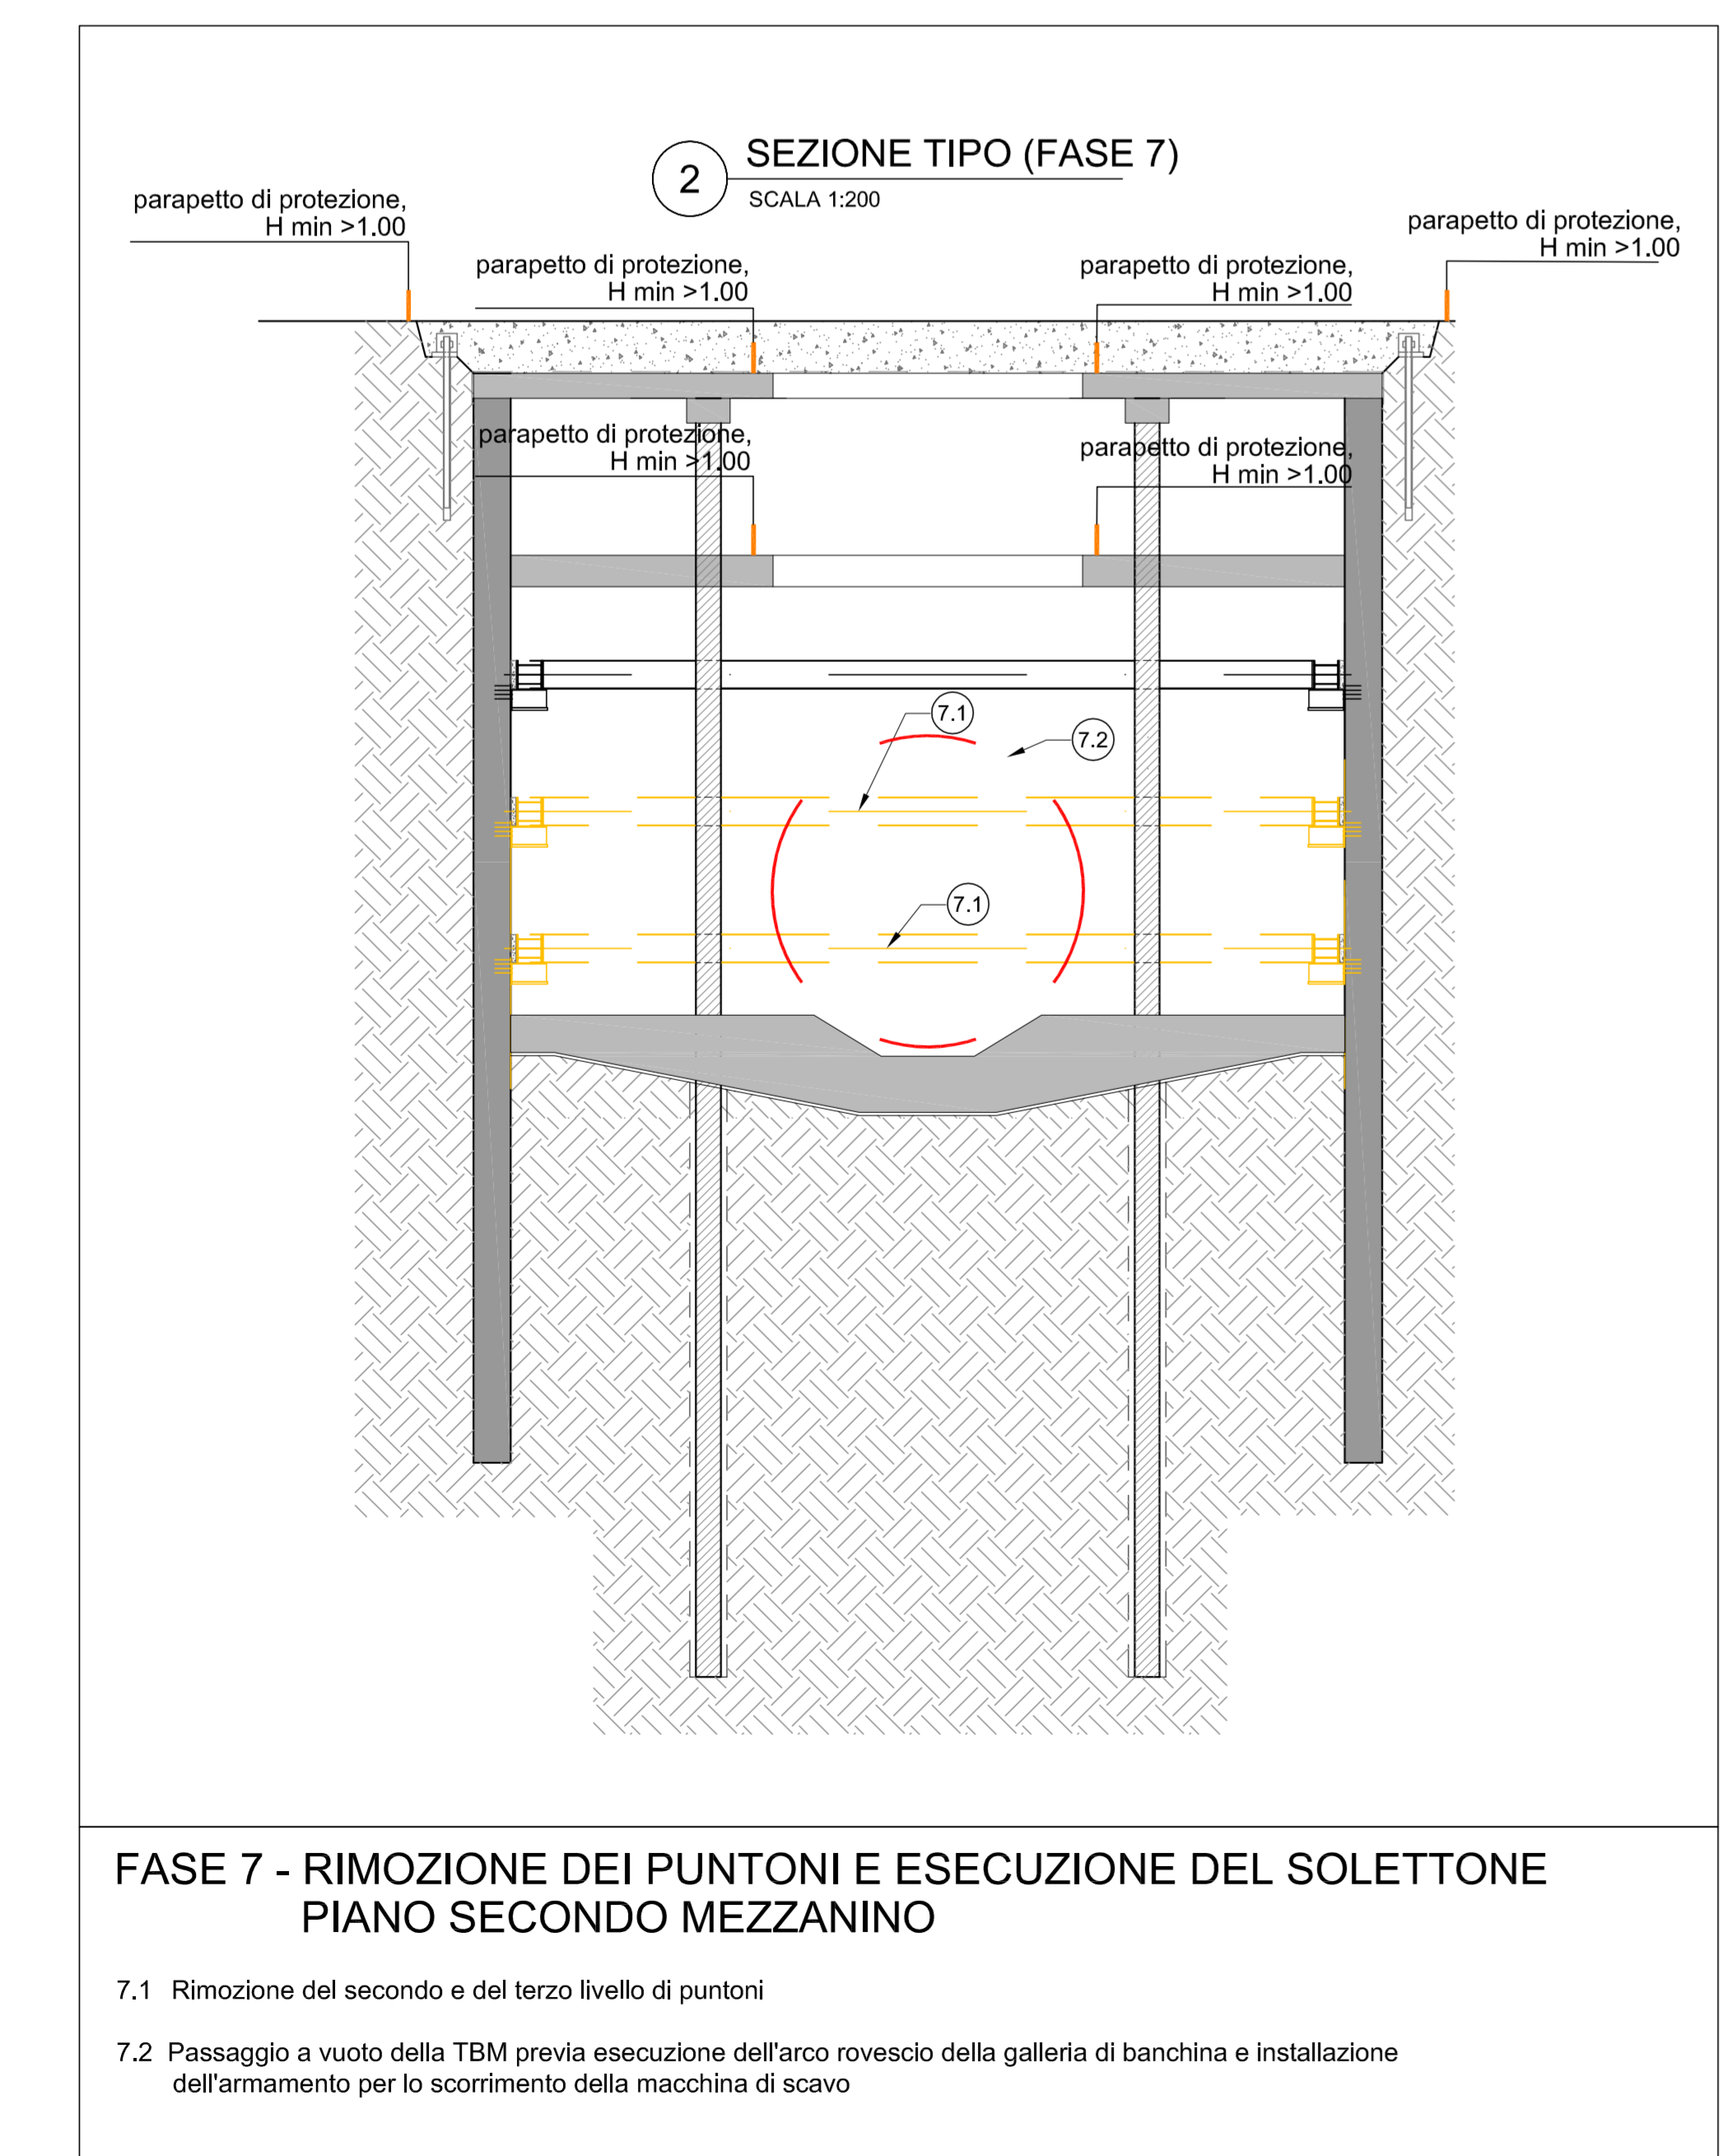 2
SEZIONE TIPO (FASE 7)
SCALA 1:200
parapetto di protezione,
H min >1.00
parapetto di protezione,
H min >1.00
parapetto di protezione,
H min >1.00
parapetto di protezione,
H min >1.00
parapetto di protezione,
H min >1.00
parapetto di protezione,
H min >1.00
7.1
7.2
7.1
FASE 7 - RIMOZIONE DEI PUNTONI E ESECUZIONE DEL SOLETTONE
PIANO SECONDO MEZZANINO
7.1 Rimozione del secondo e del terzo livello di puntoni
7.2 Passaggio a vuoto della TBM previa esecuzione dell'arco rovescio della galleria di banchina e installazione
dell'armamento per lo scorrimento della macchina di scavo